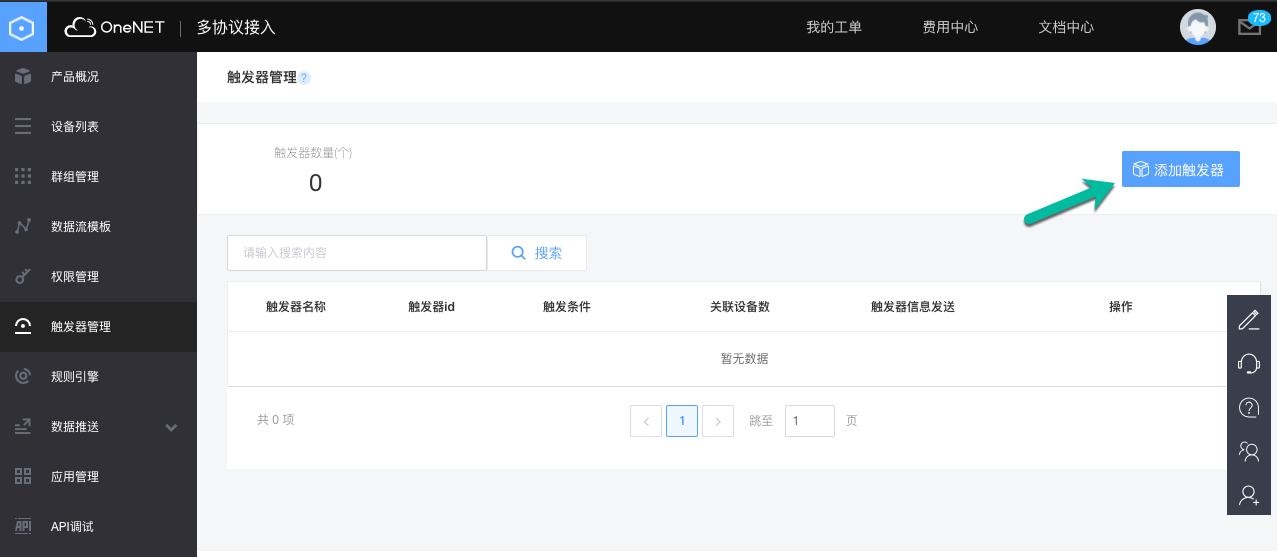 OneNET | 多协议接入
我的工单
费用中心
文档中心
73
产品概况
设备列表
群组管理
数据流模板
权限管理
触发器管理
规则引擎
数据推送
应用管理
API
API调试
触发器管理?
触发器数量(个)
0
添加触发器
请输入搜索内容
搜索
触发器名称 触发器id 触发条件 关联设备数 触发器信息发送 操作
暂无数据
共 0 项
< 1 > 跳至 1 页